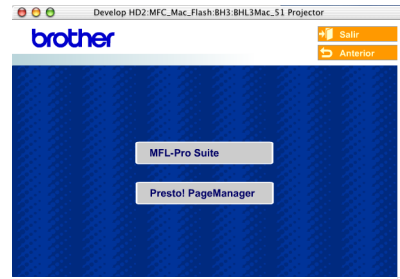 Develop HD2:MFC_Mac_Flash:BH3:BHL3Mac_51 Projector
brother
Salir
Anterior
MFL-Pro Suite
Presto! PageManager